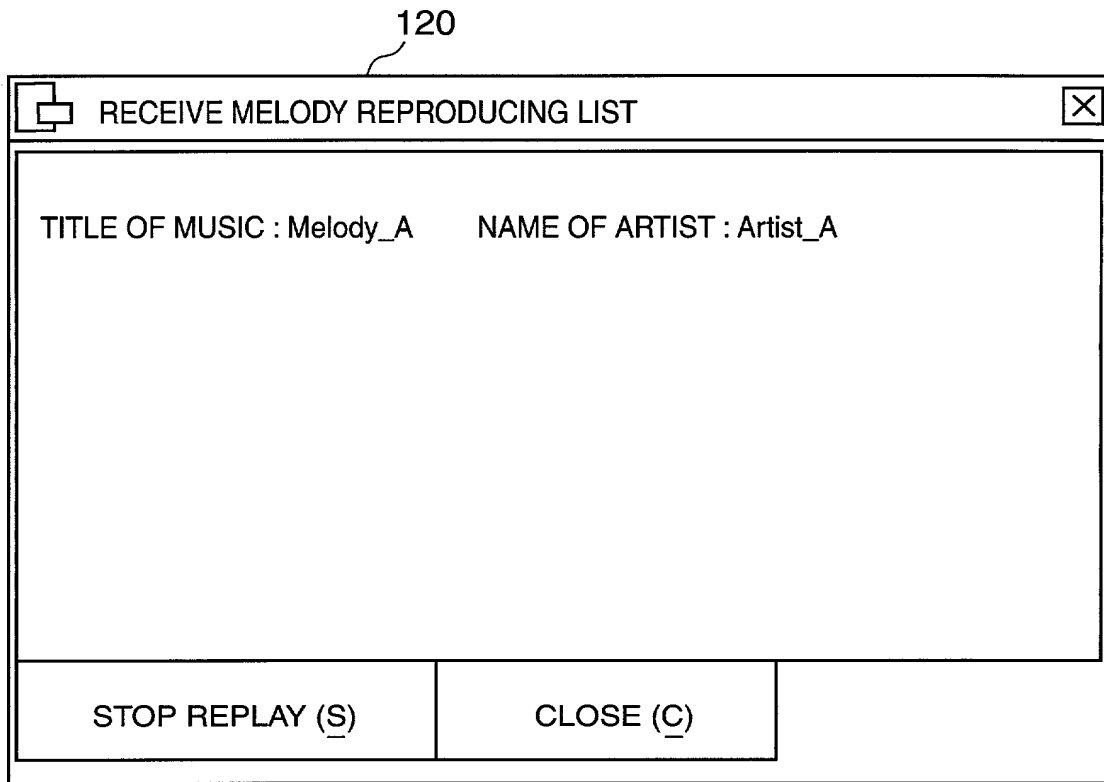 120
RECEIVE MELODY REPRODUCING LIST
TITLE OF MUSIC : Melody_A NAME OF ARTIST : Artist_A
STOP REPLAY (S) CLOSE (C)